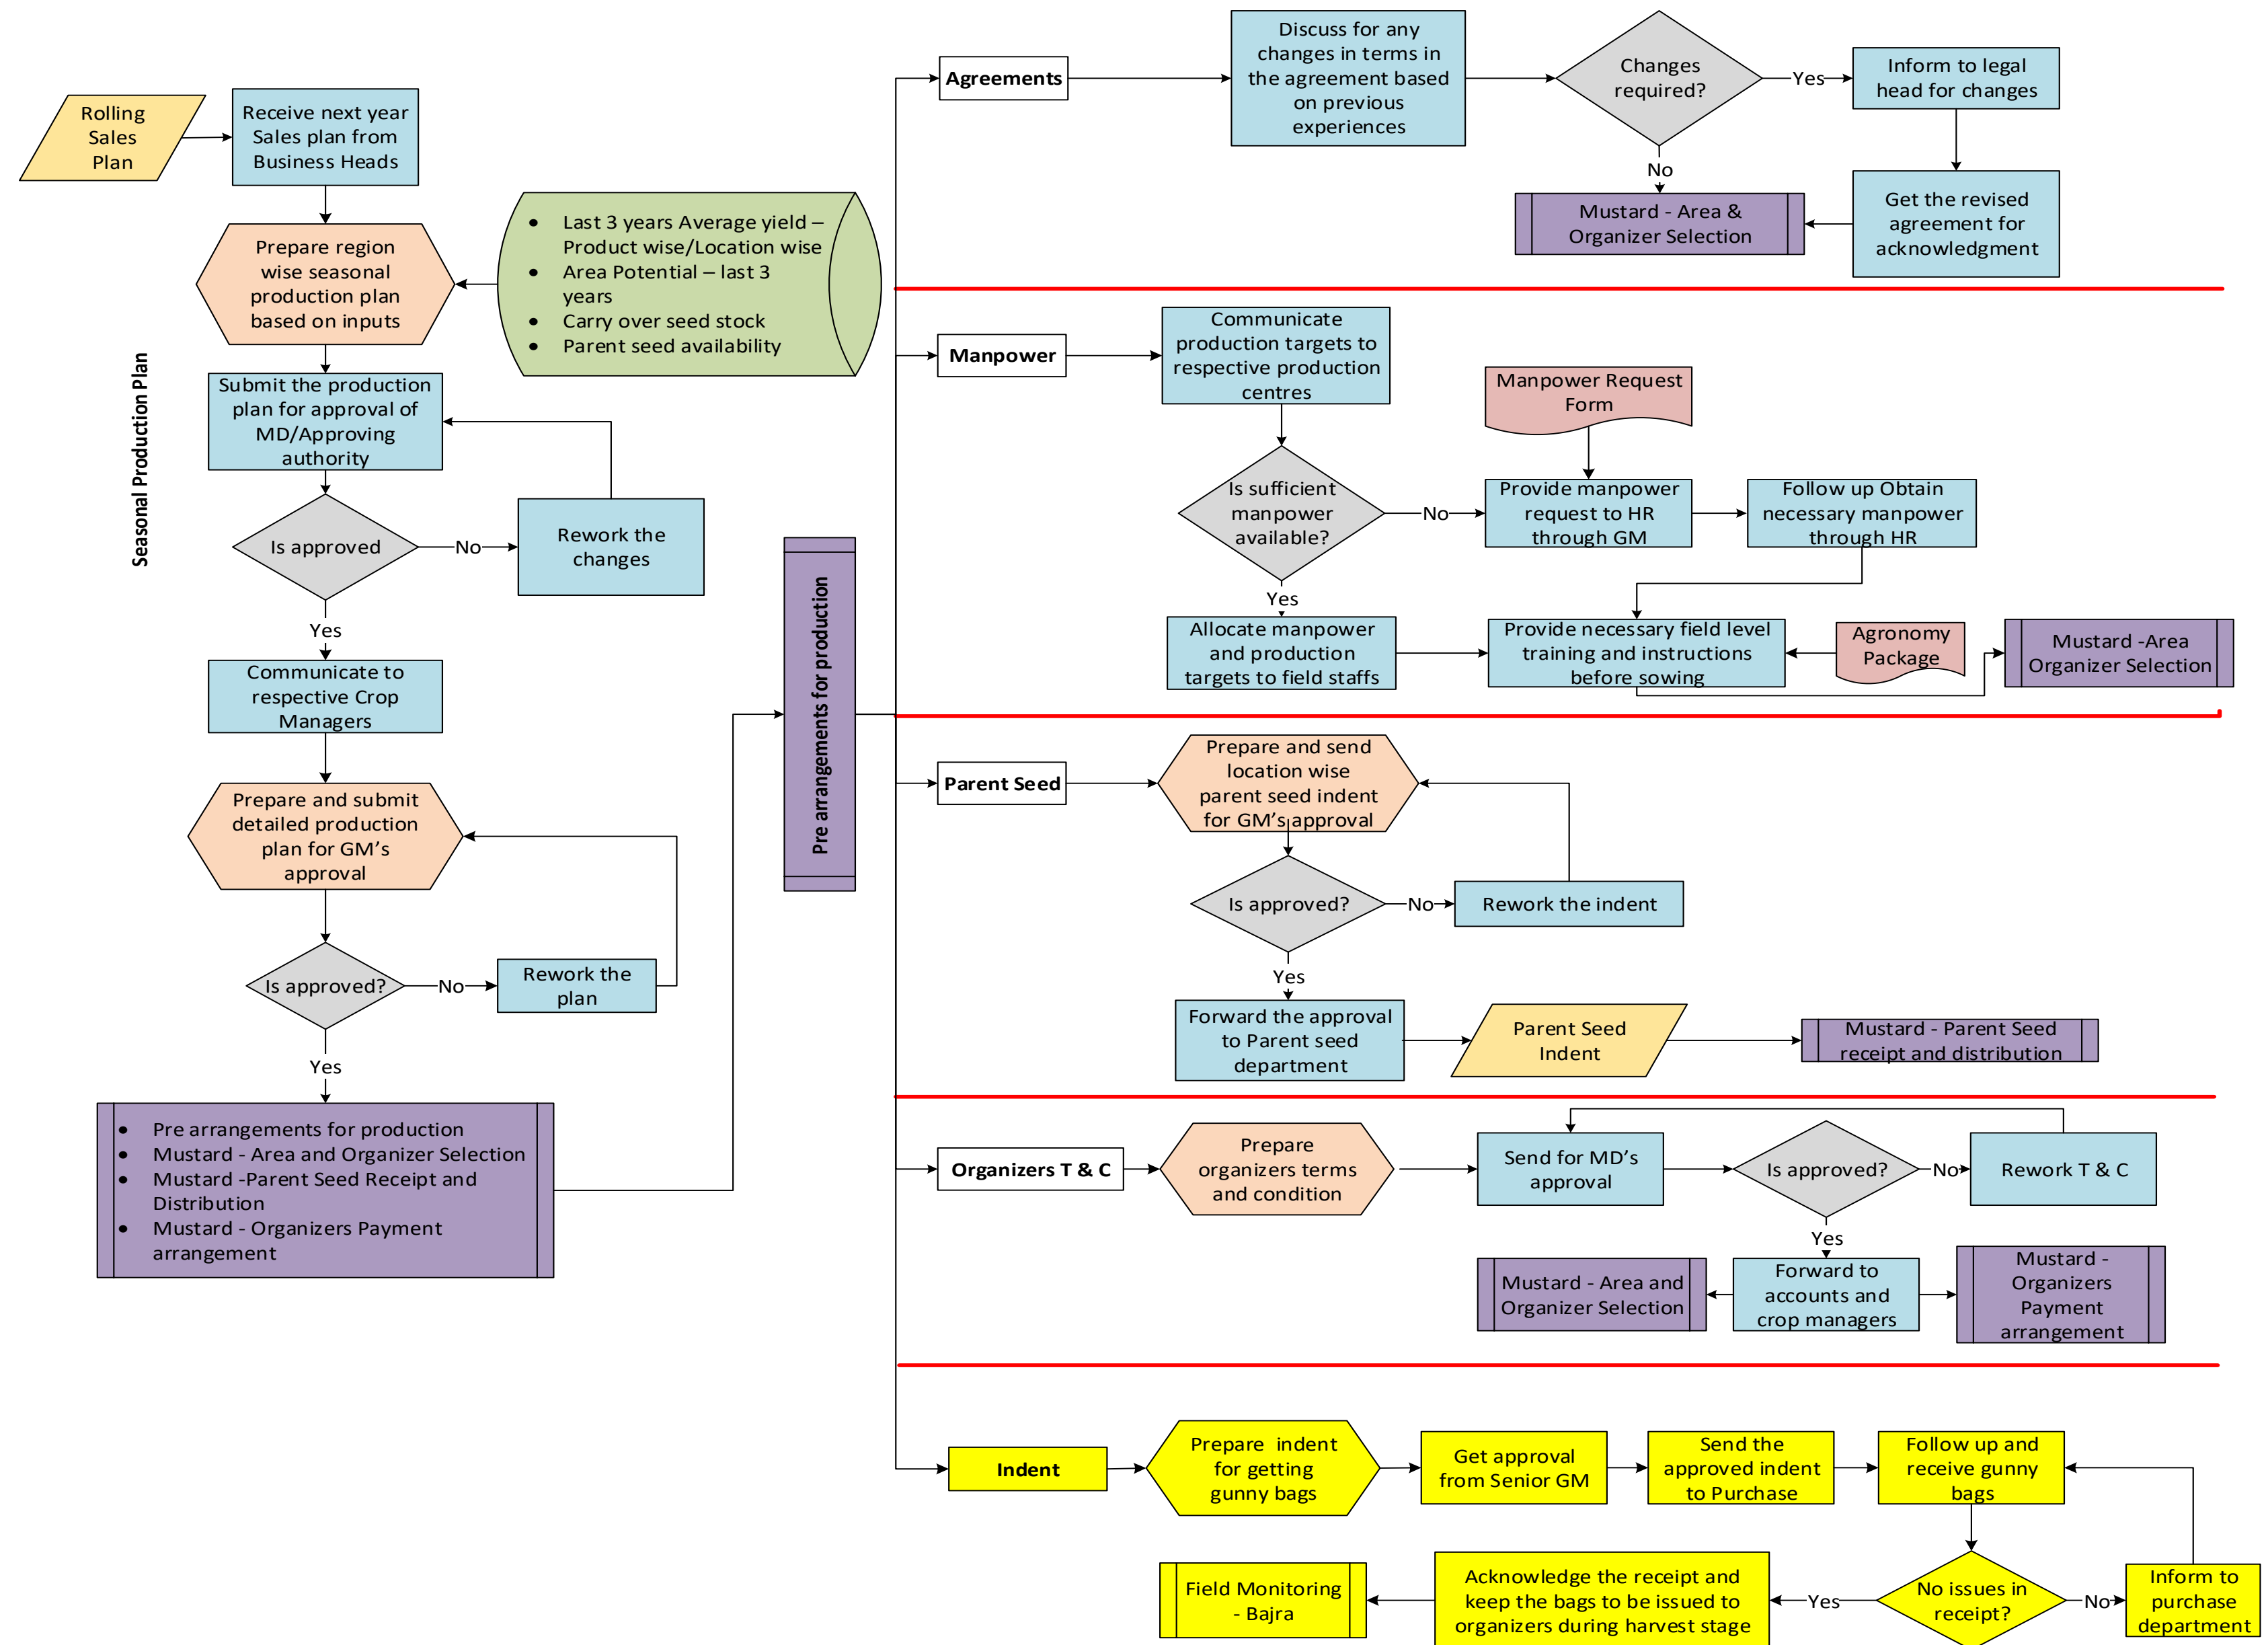 Rolling
Sales
Plan
Receive next year
Sales plan from
Business Heads
Prepare region
wise seasonal
production plan
based on inputs
• Last 3 years Average yield –
Product wise/Location wise
• Area Potential – last 3
years
• Carry over seed stock
• Parent seed availability
Seasonal Production Plan
Submit the production
plan for approval of
MD/Approving
authority
Is approved
No
Rework the
changes
Yes
Communicate to
respective Crop
Managers
Prepare and submit
detailed production
plan for GM’s
approval
Is approved?
No
Rework the
plan
Yes
• Pre arrangements for production
• Mustard - Area and Organizer Selection
• Mustard -Parent Seed Receipt and
Distribution
• Mustard - Organizers Payment
arrangement
Pre arrangements for production
Agreements
Discuss for any
changes in terms in
the agreement based
on previous
experiences
Changes
required?
Yes
Inform to legal
head for changes
No
Mustard - Area &
Organizer Selection
Get the revised
agreement for
acknowledgment
Manpower
Communicate
production targets to
respective production
centres
Manpower Request
Form
Is sufficient
manpower
available?
No
Provide manpower
request to HR
through GM
Follow up Obtain
necessary manpower
through HR
Yes
Allocate manpower
and production
targets to field staffs
Provide necessary field level
training and instructions
before sowing
Agronomy
Package
Mustard -Area
Organizer Selection
Parent Seed
Prepare and send
location wise
parent seed indent
for GM’s approval
Is approved?
No
Rework the indent
Yes
Forward the approval
to Parent seed
department
Parent Seed
Indent
Mustard - Parent Seed
receipt and distribution
Organizers T & C
Prepare
organizers terms
and condition
Send for MD’s
approval
Is approved?
No
Rework T & C
Yes
Mustard - Area and
Organizer Selection
Forward to
accounts and
crop managers
Mustard -
Organizers
Payment
arrangement
Indent
Prepare indent
for getting
gunny bags
Get approval
from Senior GM
Send the
approved indent
to Purchase
Follow up and
receive gunny
bags
Field Monitoring
- Bajra
Acknowledge the receipt and
keep the bags to be issued to
organizers during harvest stage
Yes
No issues in
receipt?
No
Inform to
purchase
department